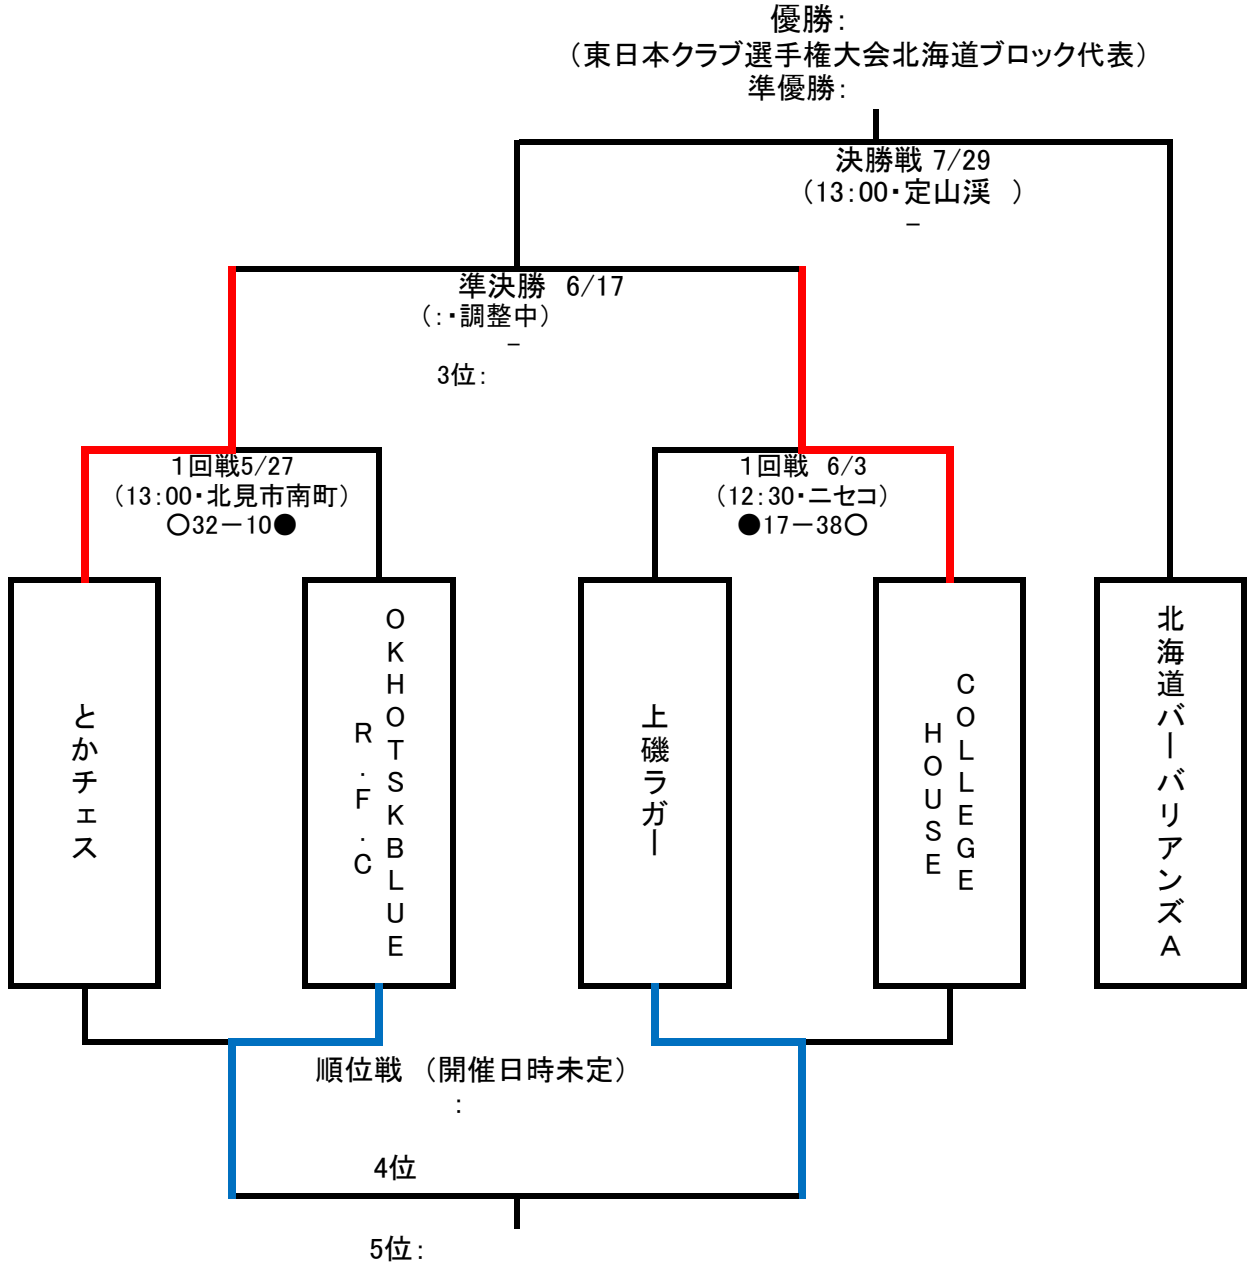 優勝：
（東日本クラブ選手権大会北海道ブロック代表）
準優勝：
決勝戦 7/29
（13：00・定山渓　）
－
準決勝　6/17
（：・調整中）
－
3位：
1回戦5/27
（13：00・北見市南町）
○32－10●
1回戦　6/3
（12：30・ニセコ）
●17－38○
とかチェス
OKHOTSKBLUE
R．F．C
上磯ラガー
COLLEGE
HOUSE
北海道バーバリアンズA
順位戦　（開催日時未定）
：
4位
5位：